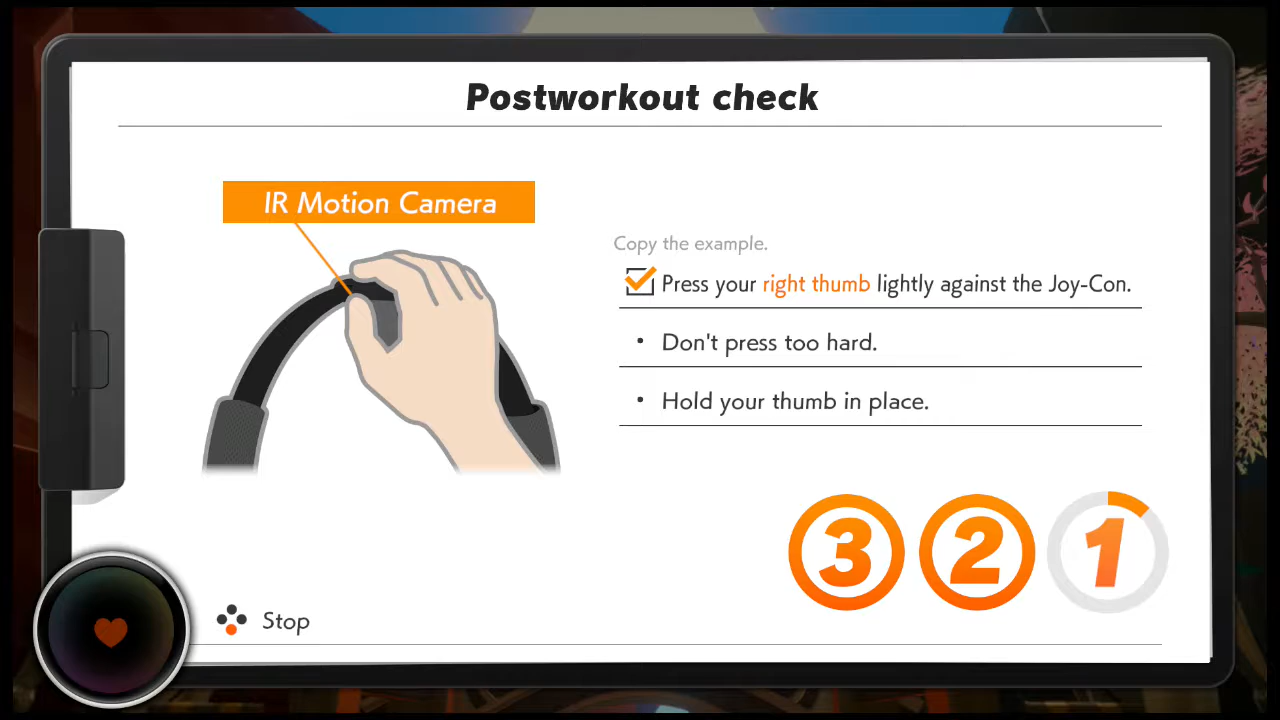 Postworkout check
IR Motion Camera
Copy the example.
Press your right thumb lightly against the Joy-Con.
• Don't press too hard.
• Hold your thumb in place.
3 2 1
Stop